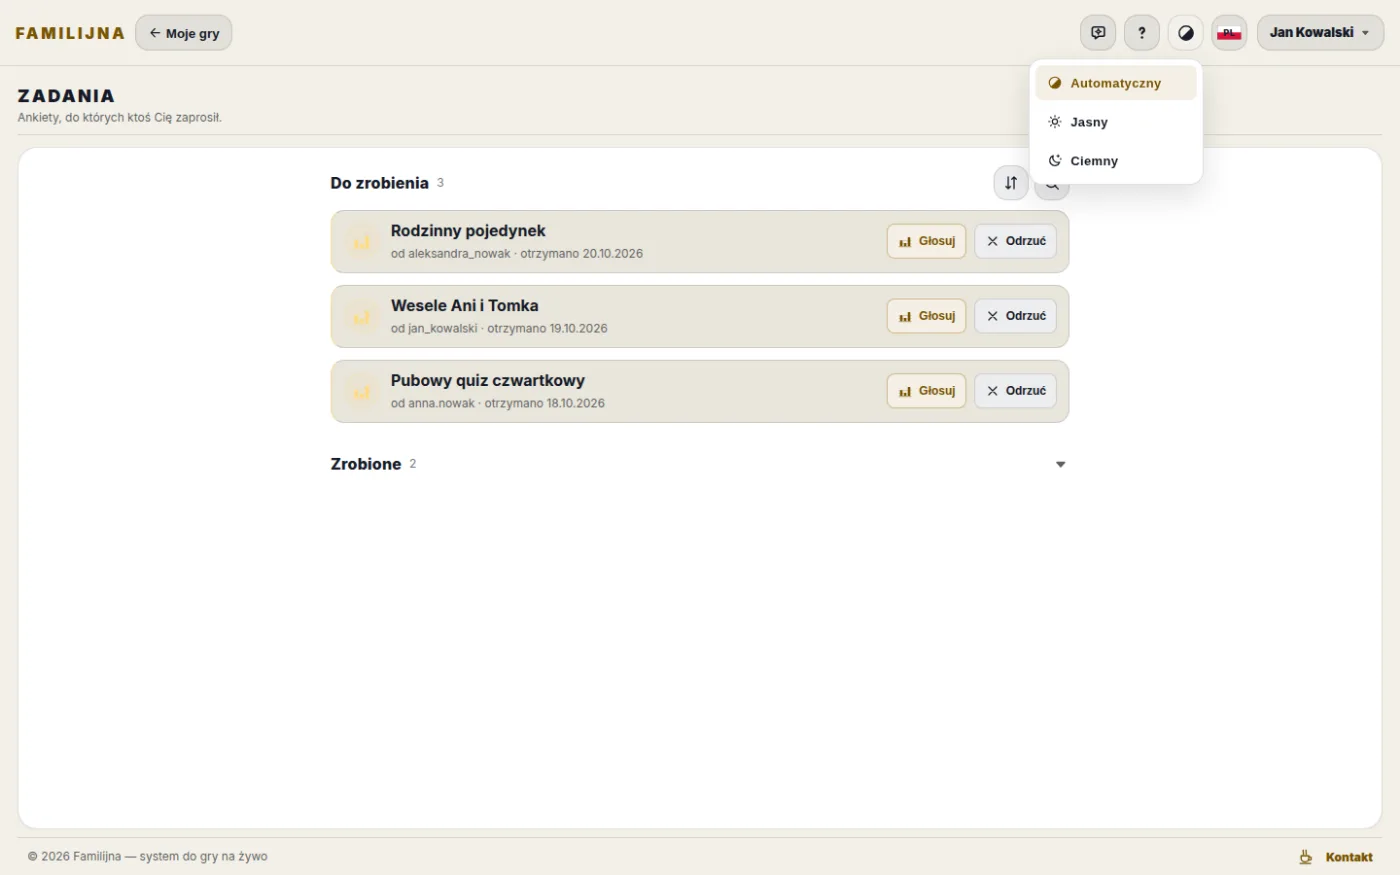 FAMILIJNA
Moje gry
?
PL
Jan Kowalski
Automatyczny
Jasny
Ciemny
ZADANIA
Ankiety, do których ktoś Cię zaprosił.
Do zrobienia 3
Rodzinny pojedynek
od aleksandra_nowak · otrzymano 20.10.2026
Głosuj
Odrzuć
Wesele Ani i Tomka
od jan_kowalski · otrzymano 19.10.2026
Głosuj
Odrzuć
Pubowy quiz czwartkowy
od anna.nowak · otrzymano 18.10.2026
Głosuj
Odrzuć
Zrobione 2
© 2026 Familijna — system do gry na żywo
Kontakt